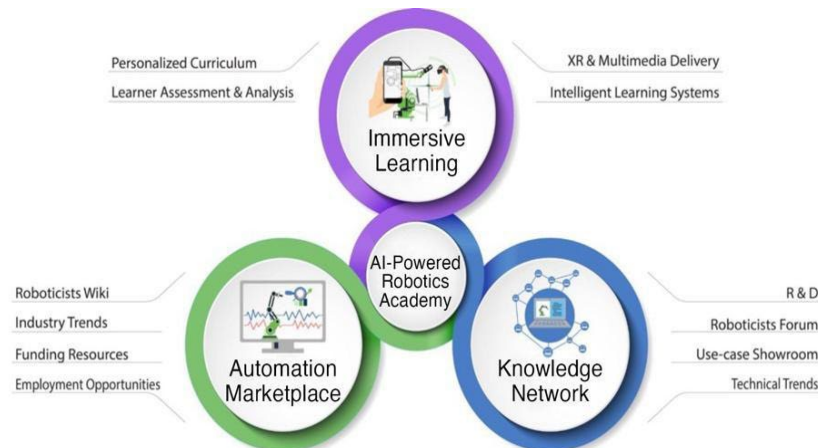 Personalized Curriculum
Learner Assessment & Analysis
XR & Multimedia Delivery
Intelligent Learning Systems
Immersive
Learning
AI-Powered
Robotics
Academy
Roboticists Wiki
Industry Trends
Funding Resources
Employment Opportunities
Automation
Marketplace
Knowledge
Network
R & D
Roboticists Forum
Use-case Showroom
Technical Trends